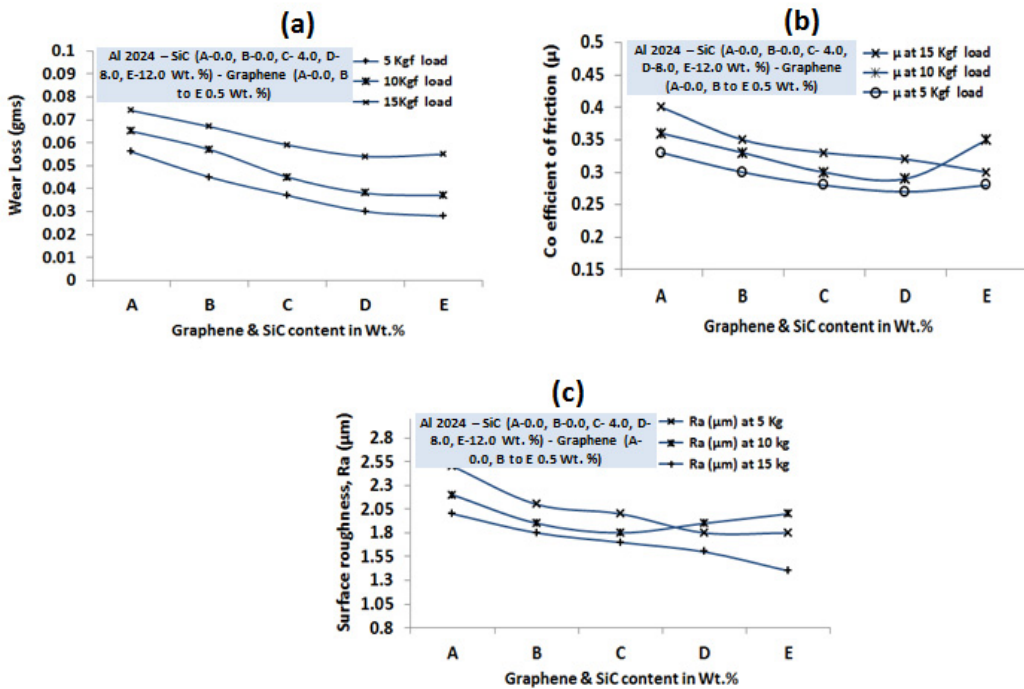 (a)
Al 2024 – SiC (A-0.0, B-0.0, C- 4.0, D-
8.0, E-12.0 Wt. %) - Graphene (A-0.0, B
to E 0.5 Wt. %)
5 Kgf load
10Kgf load
15Kgf load
Wear Loss (gms)
0.1
0.09
0.08
0.07
0.06
0.05
0.04
0.03
0.02
0.01
0
A B C D E
Graphene & SiC content in Wt.%
(b)
Al 2024 – SiC (A-0.0, B-0.0, C- 4.0,
D-8.0, E-12.0 Wt. %) - Graphene
(A-0.0, B to E 0.5 Wt. %)
μ at 15 Kgf load
μ at 10 Kgf load
μ at 5 Kgf load
Co efficient of friction (μ)
0.5
0.45
0.4
0.35
0.3
0.25
0.2
0.15
A B C D E
Graphene & SiC content in Wt.%
(c)
Al 2024 – SiC (A-0.0, B-0.0, C- 4.0, D-
8.0, E-12.0 Wt. %) - Graphene (A-
0.0, B to E 0.5 Wt. %)
Ra (μm) at 5 Kg
Ra (μm) at 10 kg
Ra (μm) at 15 kg
Surface roughness, Ra (μm)
2.8
2.55
2.3
2.05
1.8
1.55
1.3
1.05
0.8
A B C D E
Graphene & SiC content in Wt.%